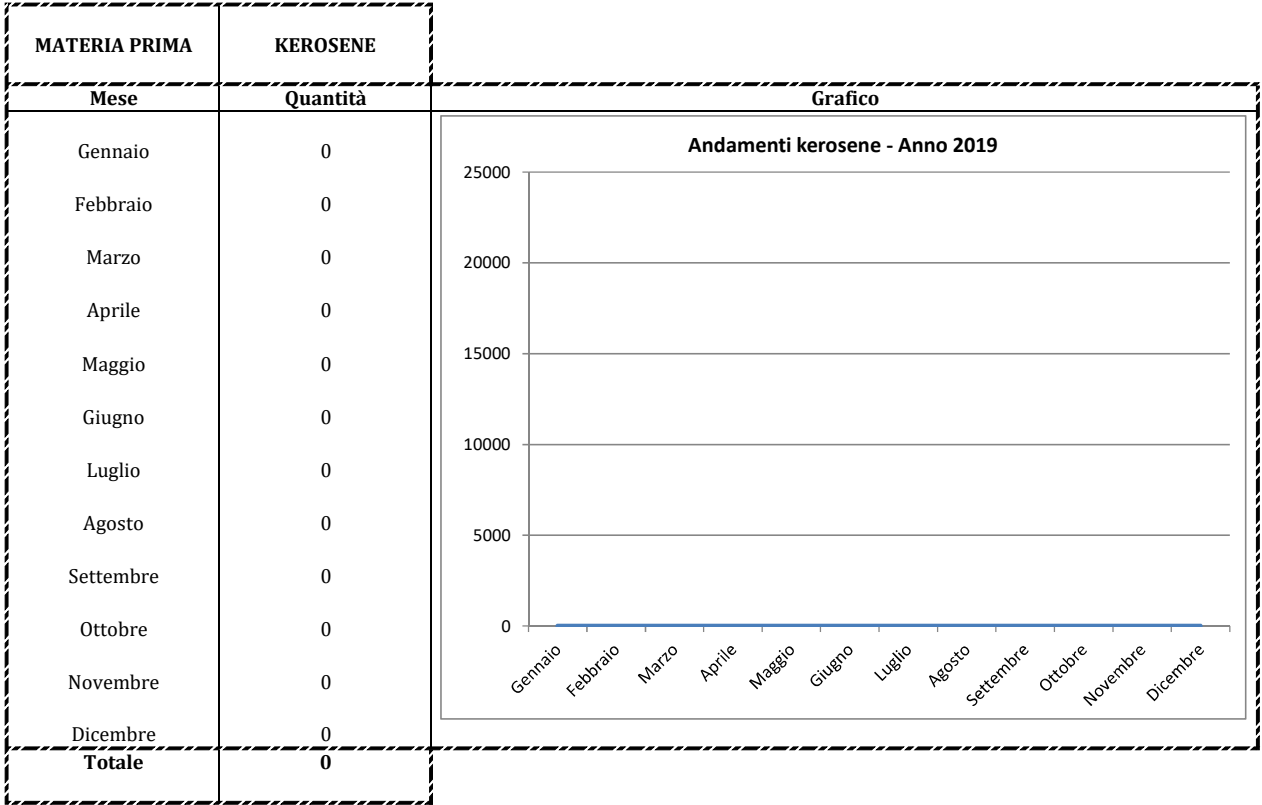 MATERIA PRIMA KEROSENE
Mese Quantità Grafico
Gennaio 0
Febbraio 0
Marzo 0
Aprile 0
Maggio 0
Giugno 0
Luglio 0
Agosto 0
Settembre 0
Ottobre 0
Novembre 0
Dicembre 0
Totale 0
Andamenti kerosene - Anno 2019
25000
20000
15000
10000
5000
0
Gennaio Febbraio Marzo Aprile Maggio Giugno Luglio Agosto Settembre Ottobre Novembre Dicembre